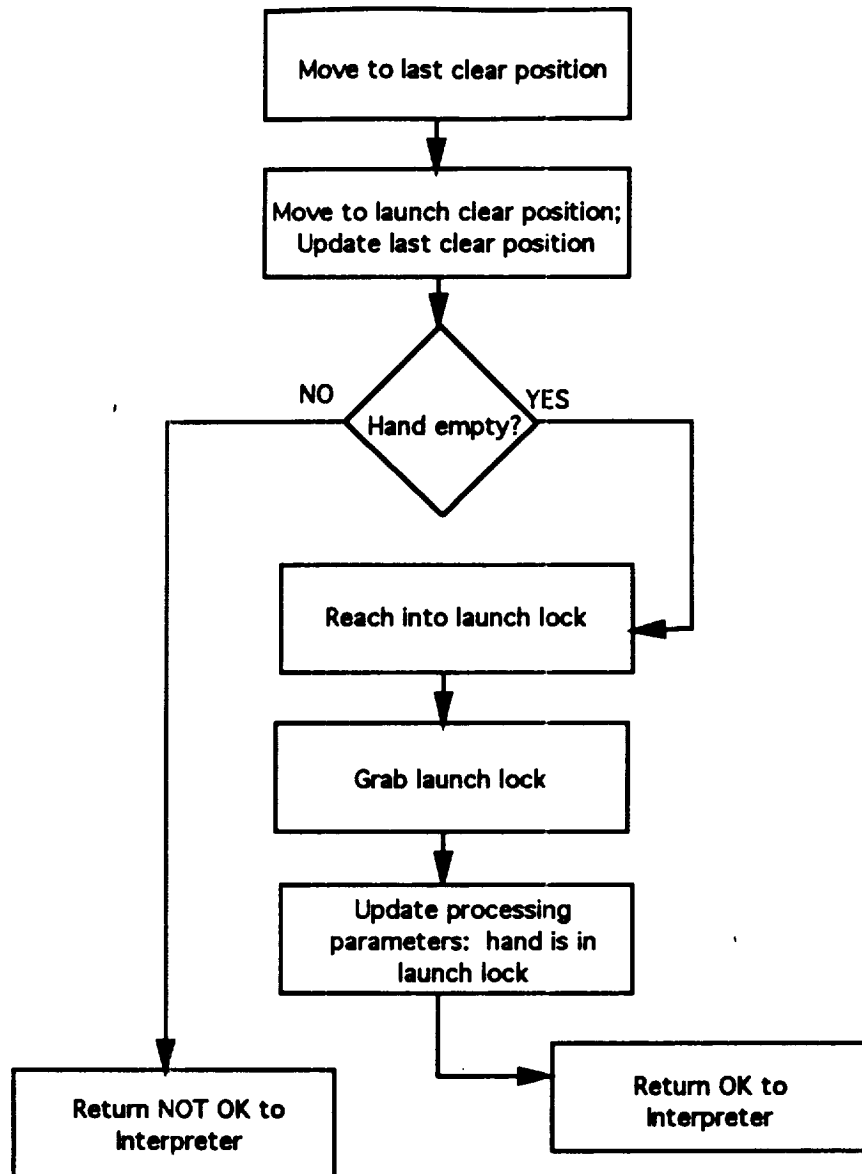 Move to last clear position
Move to launch clear position;
Update last clear position
NO
YES
Hand empty?
Reach into launch lock
Grab launch lock
Update processing
parameters: hand is in
launch lock
Return NOT OK to
Interpreter
Return OK to
Interpreter